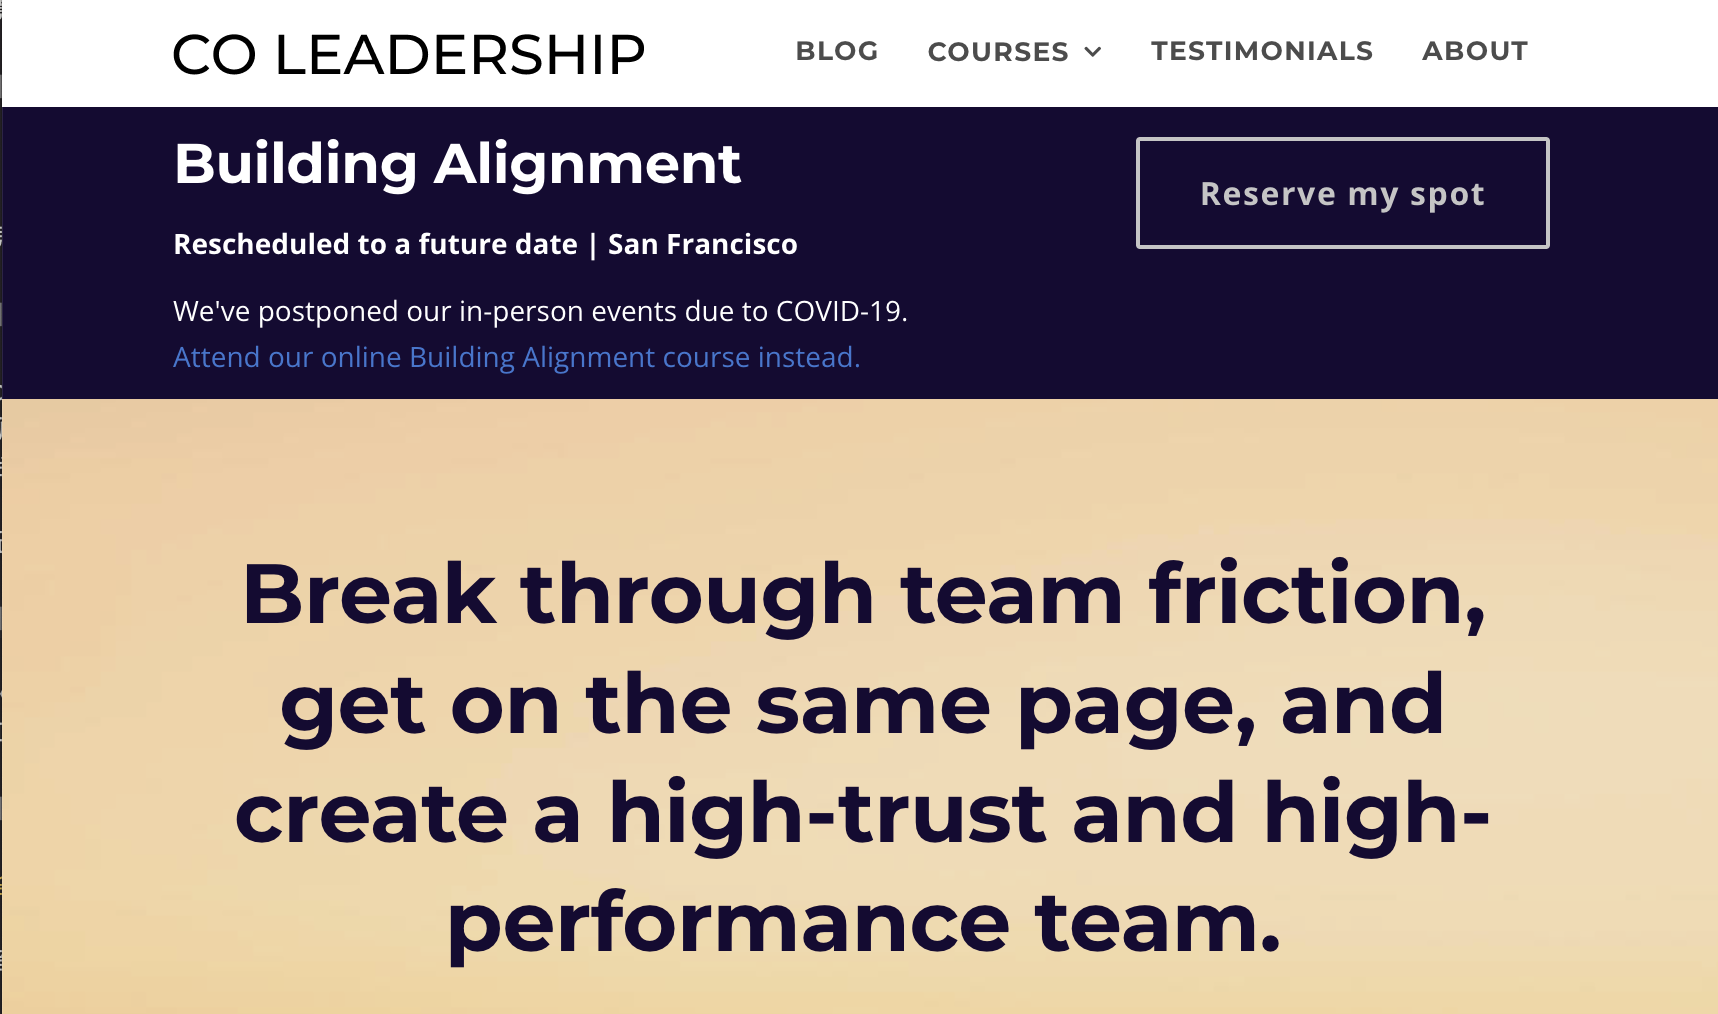 CO LEADERSHIP
BLOG COURSES TESTIMONIALS ABOUT
Building Alignment
Reserve my spot
Rescheduled to a future date | San Francisco
We've postponed our in-person events due to COVID-19.
Attend our online Building Alignment course instead.
Break through team friction,
get on the same page, and
create a high-trust and high-
performance team.